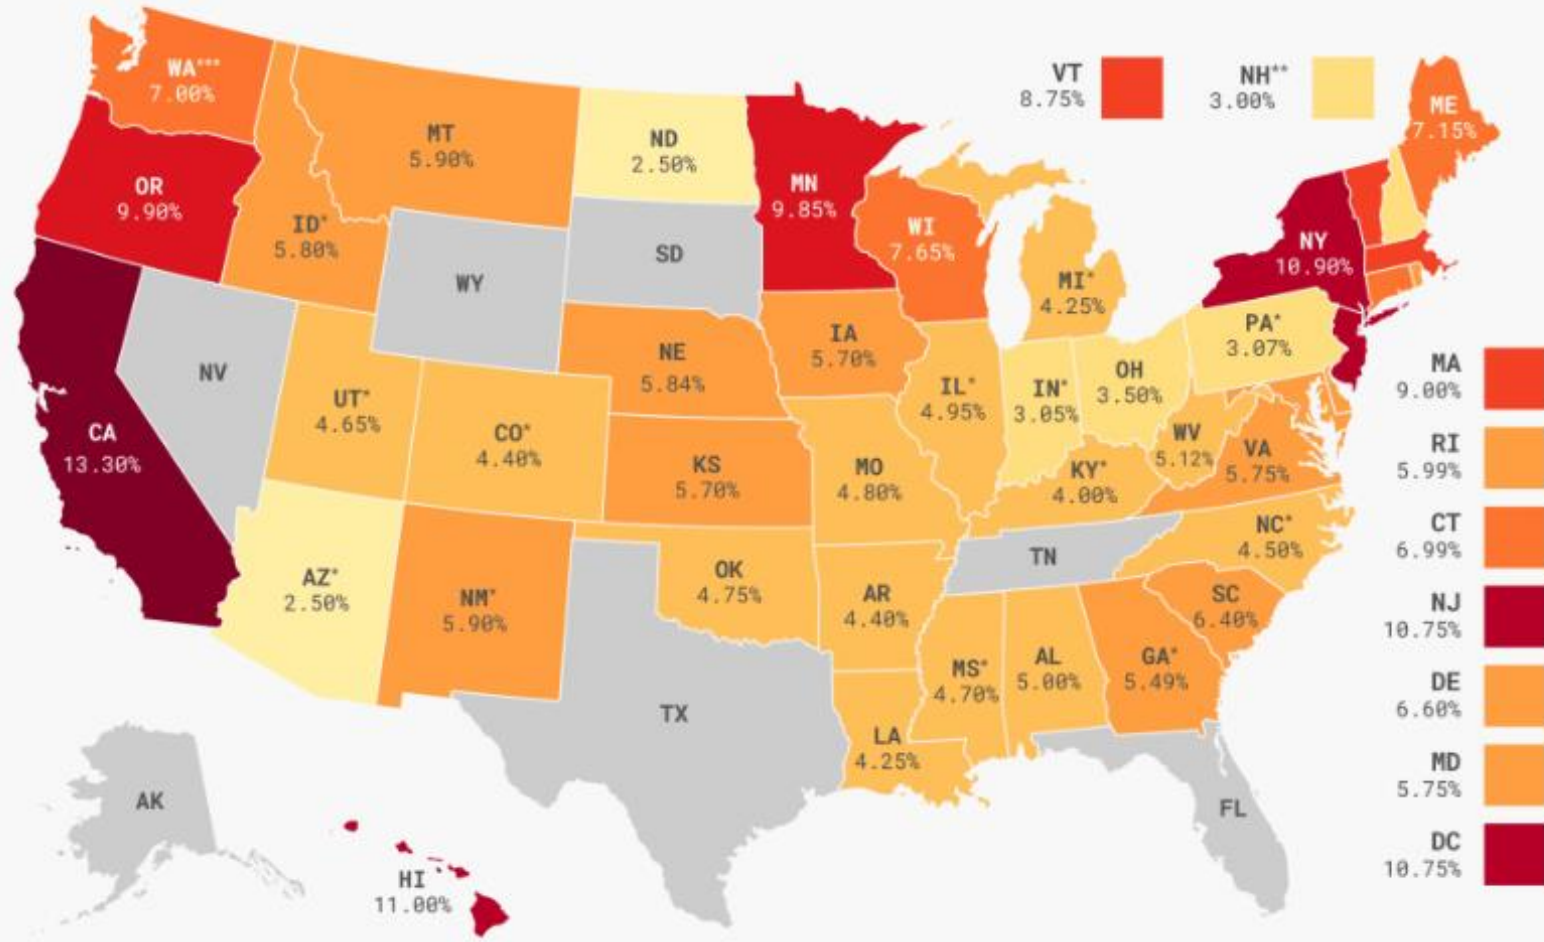 WA***
7.00%
MT
5.90%
ND
2.50%
MN
9.85%
VT
8.75%
NH**
3.00%
ME
7.15%
OR
9.90%
ID*
5.80%
WY
SD
WI
7.65%
MI*
4.25%
NY
10.90%
NV
UT*
4.65%
CO*
4.40%
NE
5.84%
IA
5.70%
IL*
4.95%
IN*
3.05%
OH
3.50%
PA*
3.07%
MA
9.00%
CA
13.30%
KS
5.70%
MO
4.80%
KY*
4.00%
WV
5.12%
VA
5.75%
RI
5.99%
AZ*
2.50%
NM*
5.90%
OK
4.75%
AR
4.40%
TN
NC*
4.50%
CT
6.99%
TX
LA
4.25%
MS*
4.70%
AL
5.00%
GA*
5.49%
SC
6.40%
NJ
10.75%
DE
6.60%
AK
HI
11.00%
FL
MD
5.75%
DC
10.75%